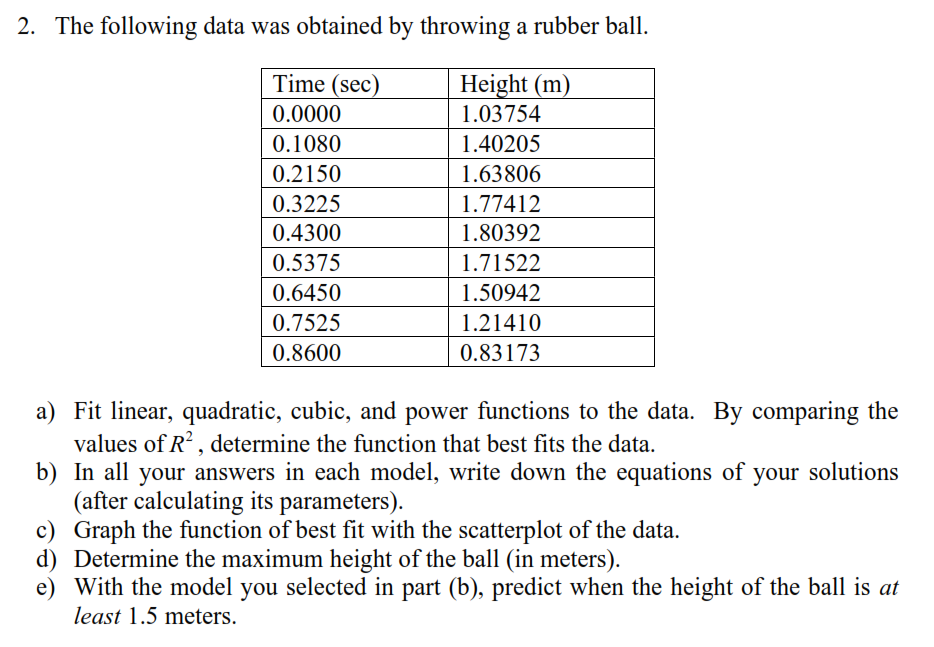 2. The following data was obtained by throwing a rubber ball.
Time (sec) Height (m)
0.0000 1.03754
0.1080 1.40205
0.2150 1.63806
0.3225 1.77412
0.4300 1.80392
0.5375 1.71522
0.6450 1.50942
0.7525 1.21410
0.8600 0.83173
a) Fit linear, quadratic, cubic, and power functions to the data. By comparing the
values of R², determine the function that best fits the data.
b) In all your answers in each model, write down the equations of your solutions
(after calculating its parameters).
c) Graph the function of best fit with the scatterplot of the data.
d) Determine the maximum height of the ball (in meters).
e) With the model you selected in part (b), predict when the height of the ball is at
least 1.5 meters.